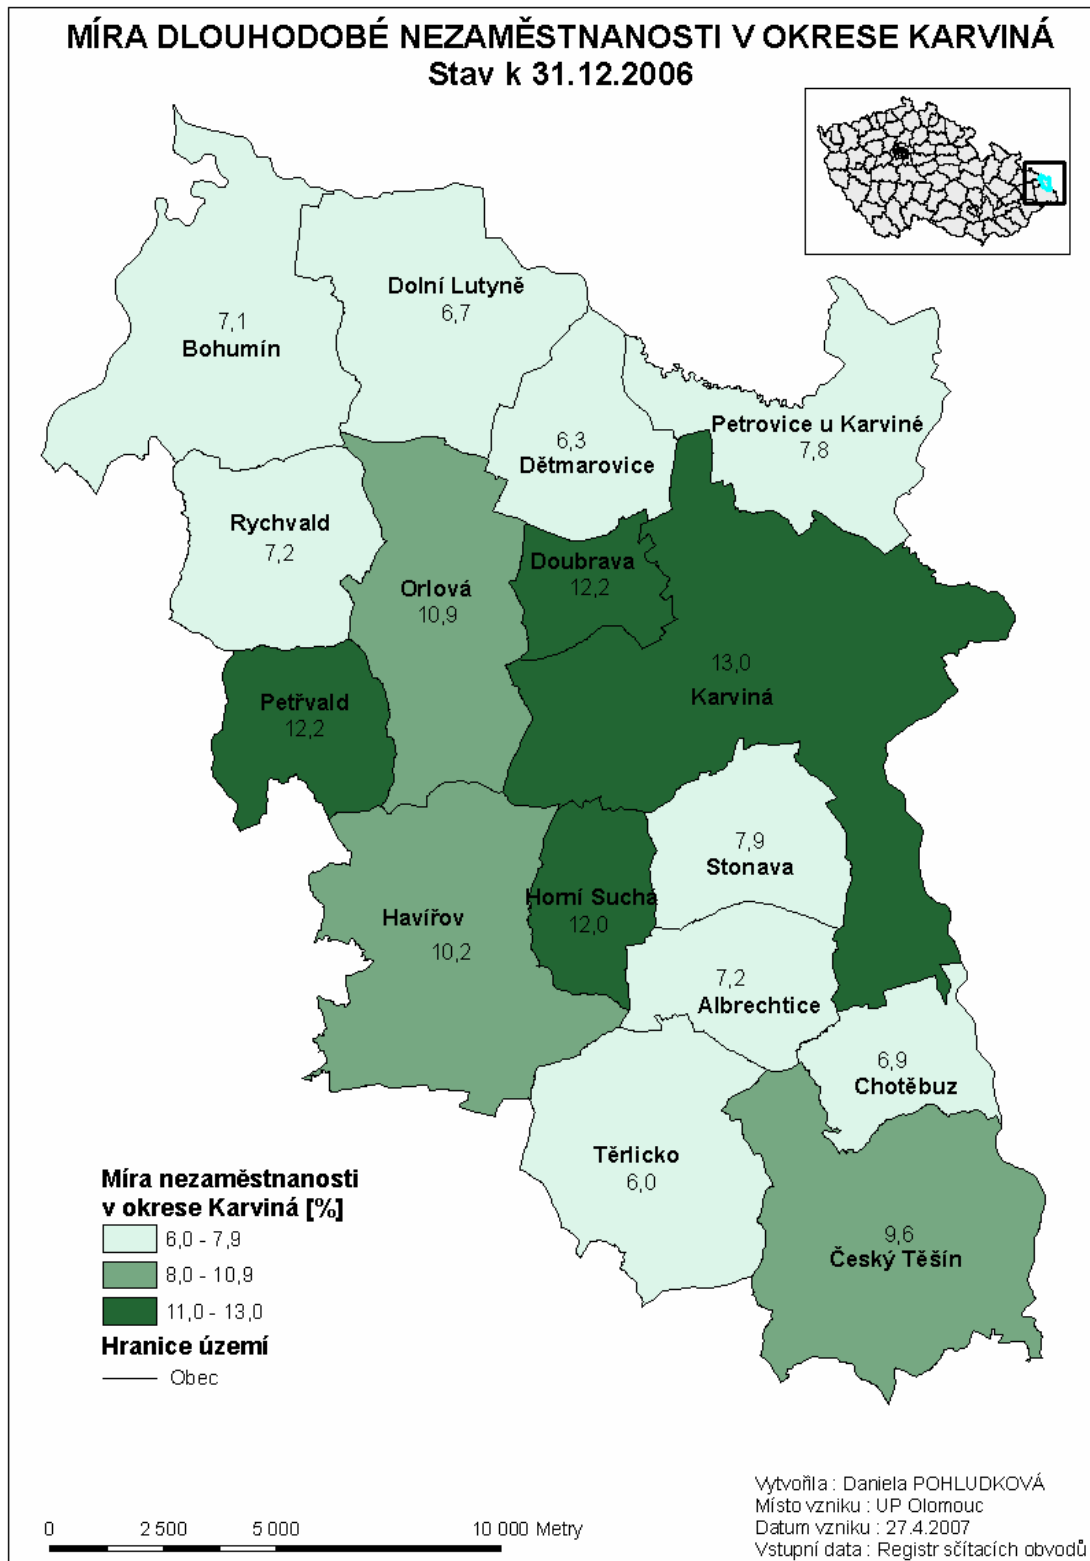 MÍRA DLOUHODOBÉ NEZAMĚSTNANOSTI V OKRESE KARVINÁ
Stav k 31.12.2006
Dolní Lutyně
6,7
7,1
Bohumín
Petrovice u Karviné
7,8
6,3
Dětmarovice
Rychvald
7,2
Doubrava
12,2
Orlová
10,9
13,0
Karviná
Petřvald
12,2
7,9
Stonava
Horní Suchá
12,0
Havířov
10,2
7,2
Albrechtice
6,9
Chotěbuz
Těrlicko
6,0
9,6
Český Těšín
Míra nezaměstnanosti
v okrese Karviná [%]
6,0 - 7,9
8,0 - 10,9
11,0 - 13,0
Hranice území
Obec
0 2 500 5 000 10 000 Metry
Vytvořila : Daniela POHLUDKOVÁ
Místo vzniku : UP Olomouc
Datum vzniku : 27.4.2007
Vstupní data : Registr sčítacích obvodů